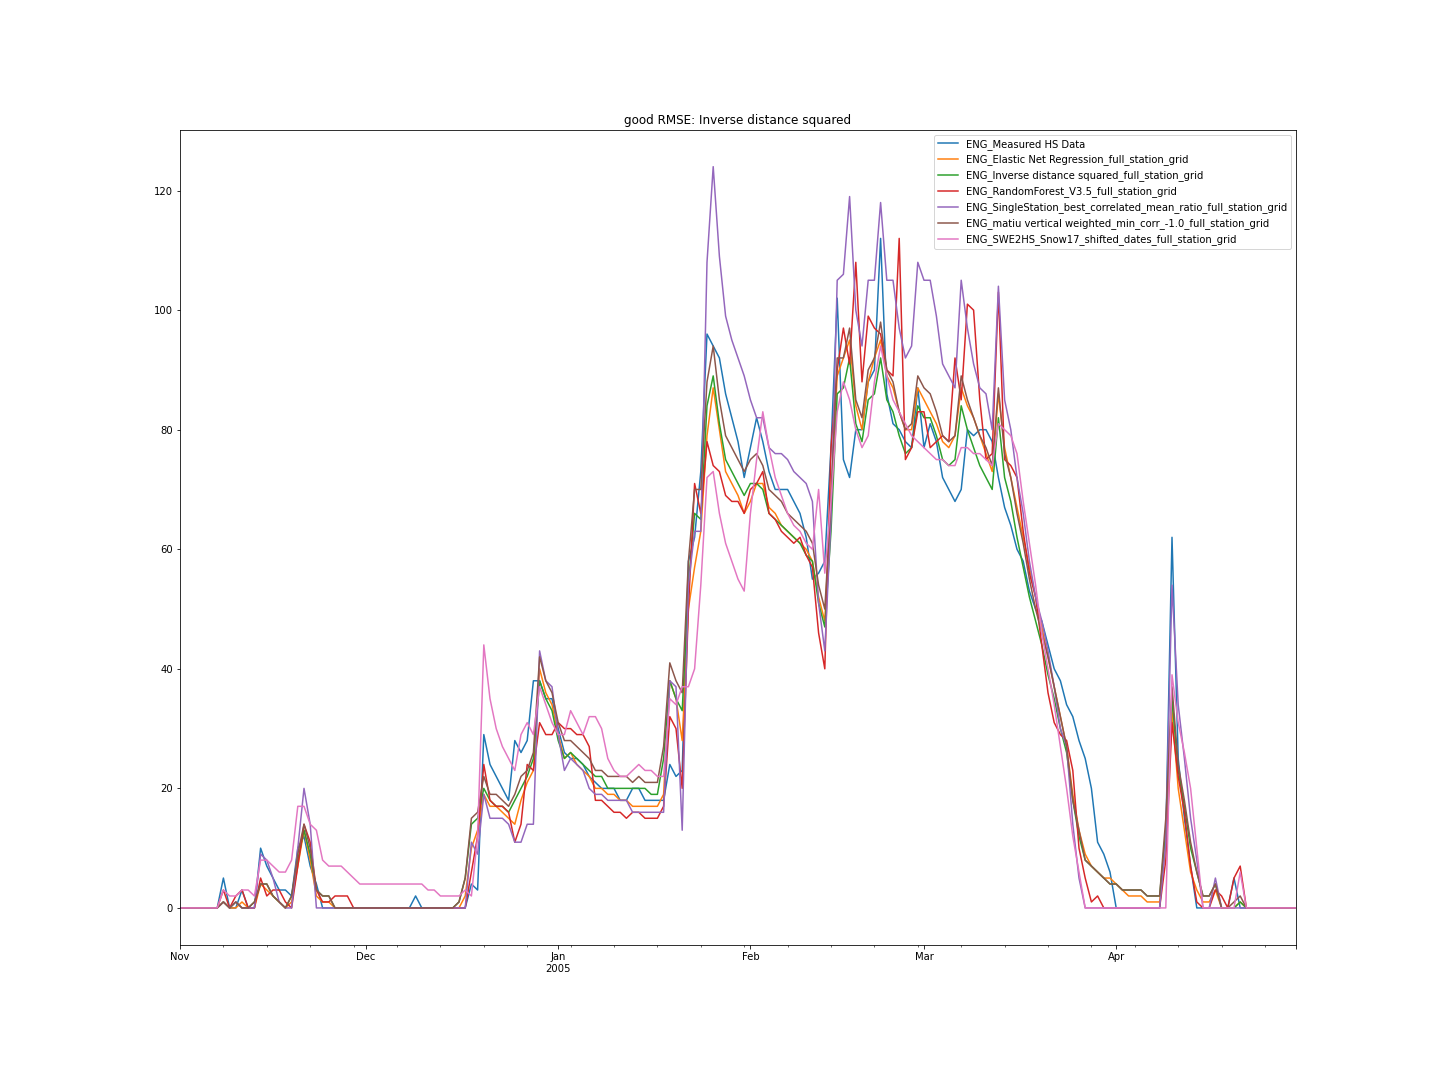 good RMSE: Inverse distance squared
ENG_Measured HS Data
ENG_Elastic Net Regression_full_station_grid
ENG_Inverse distance squared_full_station_grid
ENG_RandomForest_V3.5_full_station_grid
ENG_SingleStation_best_correlated_mean_ratio_full_station_grid
ENG_matiu vertical weighted_min_corr_-1.0_full_station_grid
ENG_SWE2HS_Snow17_shifted_dates_full_station_grid
120
100
80
60
40
20
0
Nov Dec Jan Feb Mar Apr
2005